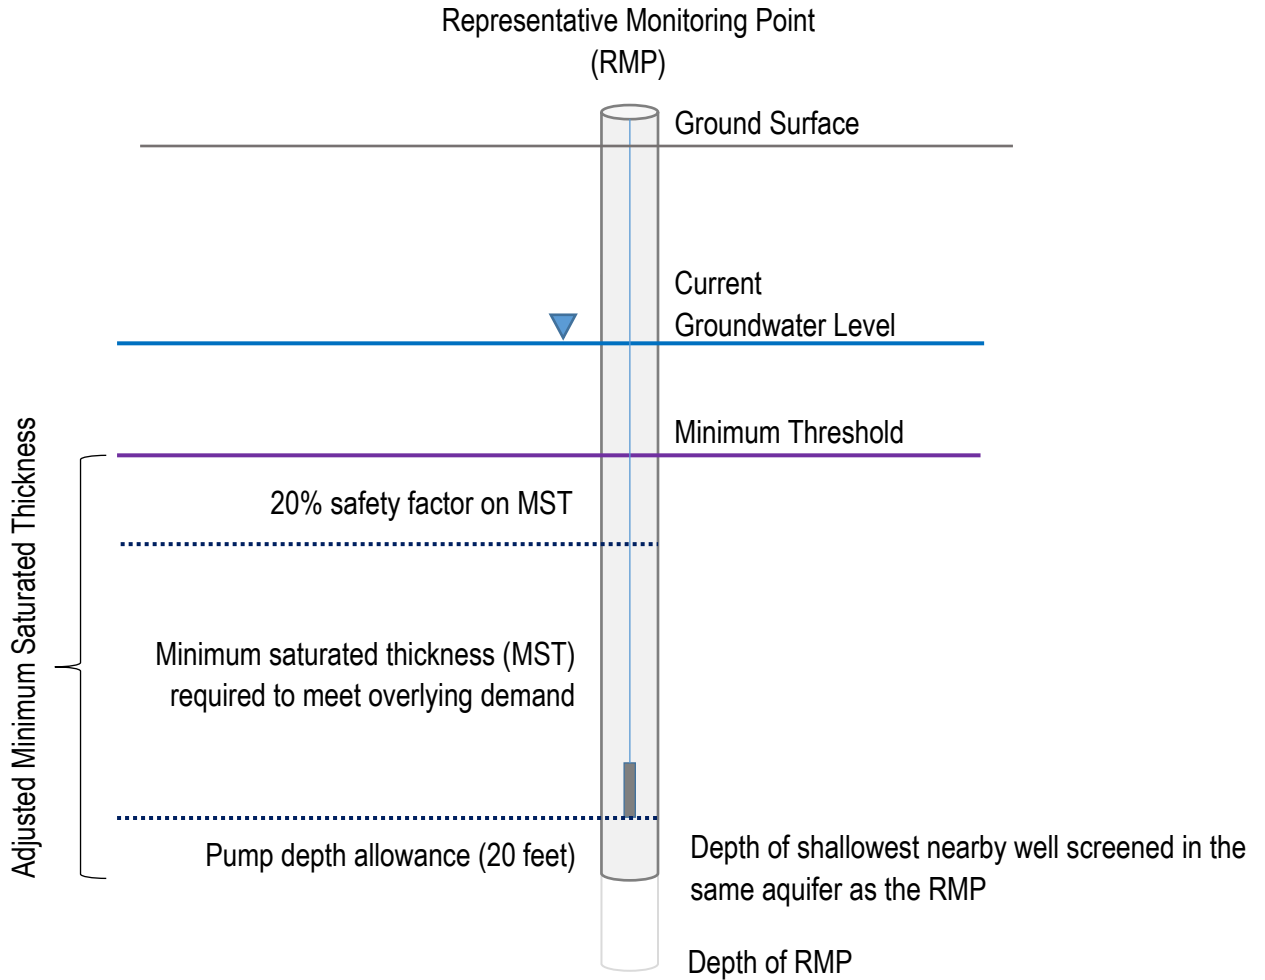 Representative Monitoring Point
(RMP)
Ground Surface
Current
Groundwater Level
Minimum Threshold
Adjusted Minimum Saturated Thickness
20% safety factor on MST
Minimum saturated thickness (MST)
required to meet overlying demand
Pump depth allowance (20 feet)
Depth of shallowest nearby well screened in the
same aquifer as the RMP
Depth of RMP